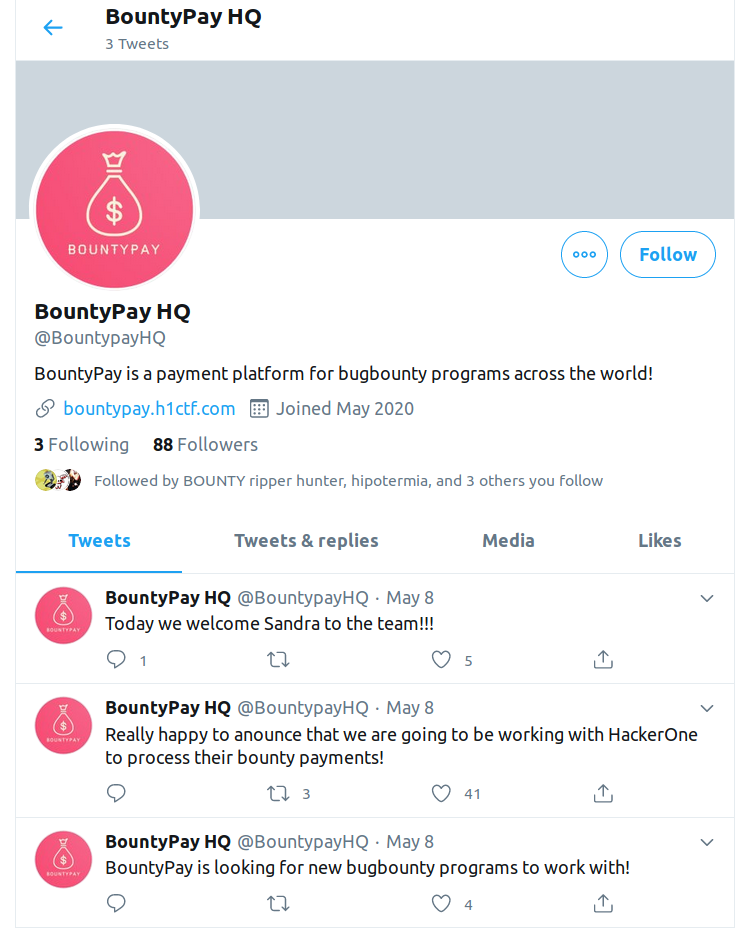 BountyPay HQ
3 Tweets
$
BOUNTYPAY
Follow
BountyPay HQ
@BountypayHQ
BountyPay is a payment platform for bugbounty programs across the world!
bountypay.h1ctf.com Joined May 2020
3 Following 88 Followers
Followed by BOUNTY ripper hunter, hipotermia, and 3 others you follow
Tweets Tweets & replies Media Likes
$
BOUNTYPAY
BountyPay HQ @BountypayHQ · May 8
Today we welcome Sandra to the team!!!
1 5
$
BOUNTYPAY
BountyPay HQ @BountypayHQ · May 8
Really happy to anounce that we are going to be working with HackerOne
to process their bounty payments!
3 41
$
BOUNTYPAY
BountyPay HQ @BountypayHQ · May 8
BountyPay is looking for new bugbounty programs to work with!
4